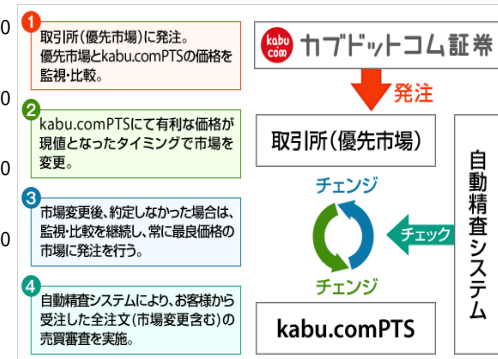 0
0
0
0
1
取引所(優先市場)に発注。
優先市場とkabu.comPTSの価格を
監視・比較。
2
kabu.comPTSにて有利な価格が
現値となったタイミングで市場を
変更。
3
市場変更後、約定しなかった場合は、
監視・比較を継続し、常に最良価格の
市場に発注を行う。
4
自動精査システムにより、お客様から
受注した全注文(市場変更含む)の
売買審査を実施。
kabu
com
カブドットコム証券
発注
取引所(優先市場)
チェンジ
チェンジ
チェック
自動精査システム
kabu.comPTS